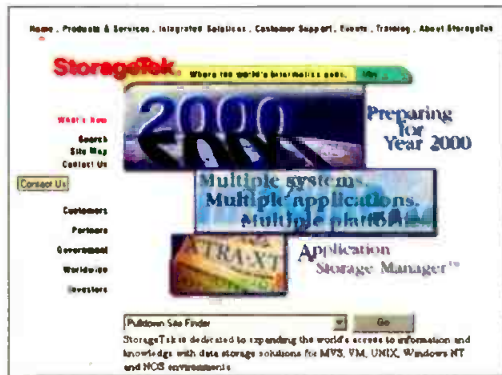 Home . Products & Services . Integrated Solutions . Customer Support . Events . Training . About StorageTek
StorageTek
Where the world's information goes.
2000
Preparing
for
Year 2000
What's New
Search
Site Map
Contact Us
Contact Us
Multiple systems.
Multiple applications.
Multiple platforms.
Customers
Partners
Government
Worldwide
Investors
XTRA-XT
Application
Storage Manager™
Pulldown Site Finder
Go
StorageTek is dedicated to expanding the world's access to information and
knowledge with data storage solutions for MVS, VM, UNIX, Windows NT
and NOS environments